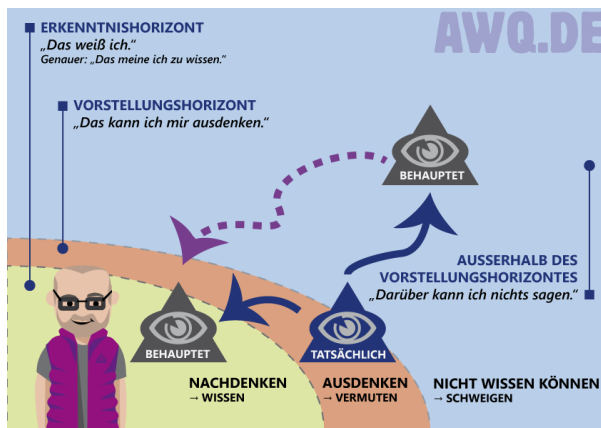 ERKENNTNISHORIZONT
„Das weiß ich.“
Genauer: „Das meine ich zu wissen.“
AWQ.DE
VORSTELLUNGSHORIZONT
„Das kann ich mir ausdenken.“
BEHAUPTET
AUSSERHALB DES
VORSTELLUNGSHORIZONTES
„Darüber kann ich nichts sagen.“
BEHAUPTET
TATSÄCHLICH
NACHDENKEN
→ WISSEN
AUSDENKEN
→ VERMUTEN
NICHT WISSEN KÖNNEN
→ SCHWEIGEN